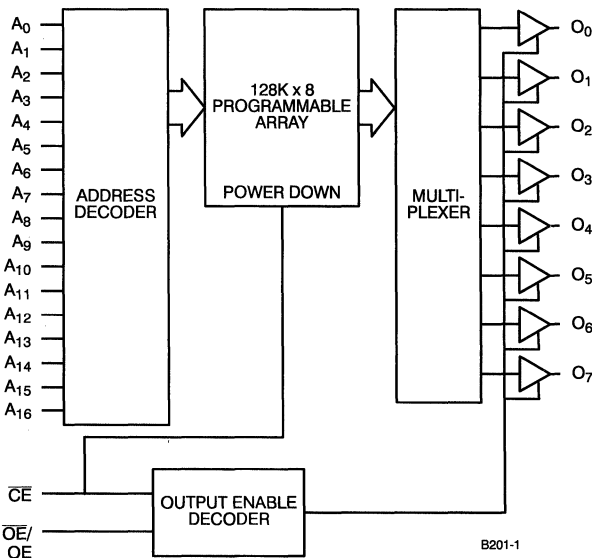 A₀
A₁
A₂
A₃
A₄
A₅
A₆
A₇
A₈
A₉
A₁₀
A₁₁
A₁₂
A₁₃
A₁₄
A₁₅
A₁₆
ADDRESS
DECODER
128K x 8
PROGRAMMABLE
ARRAY
POWER DOWN
MULTI-
PLEXER
O₀
O₁
O₂
O₃
O₄
O₅
O₆
O₇
C̅E̅
O̅E̅/
OE
OUTPUT ENABLE
DECODER
B201-1